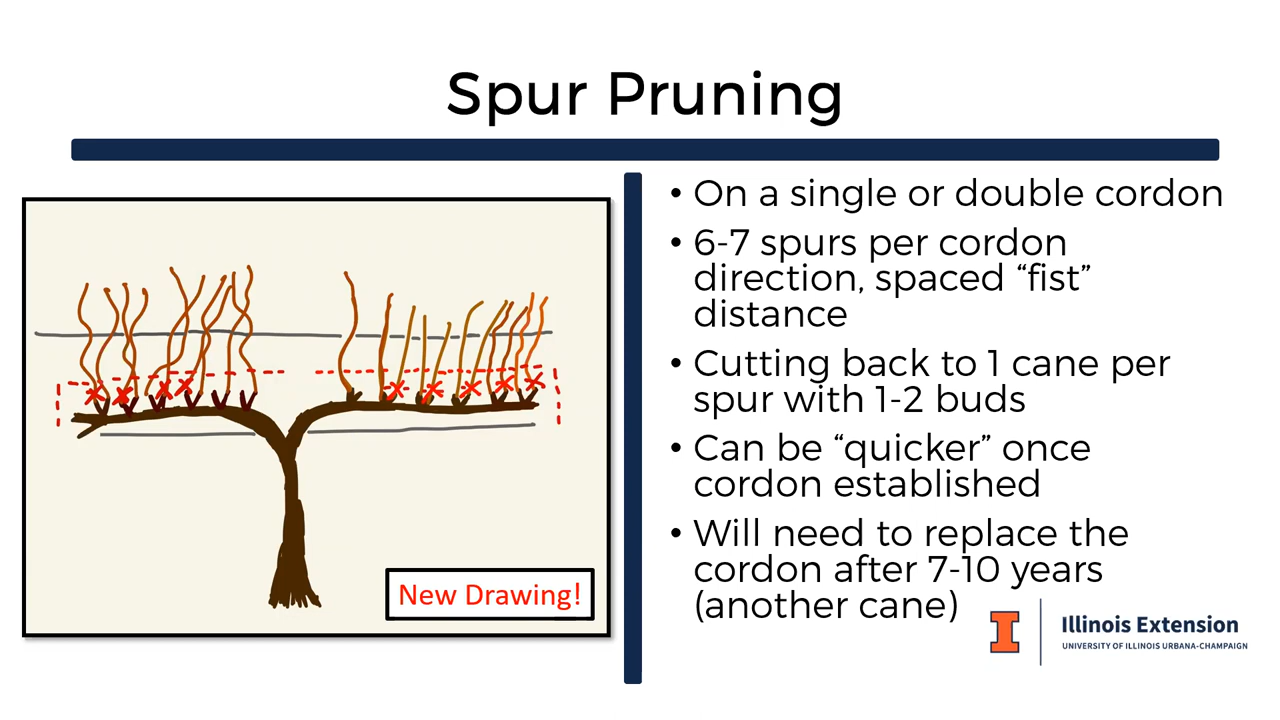 Spur Pruning
• On a single or double cordon
• 6-7 spurs per cordon
direction, spaced “fist”
distance
• Cutting back to 1 cane per
spur with 1-2 buds
• Can be “quicker” once
cordon established
• Will need to replace the
cordon after 7-10 years
(another cane)
New Drawing!
I
Illinois Extension
UNIVERSITY OF ILLINOIS URBANA-CHAMPAIGN